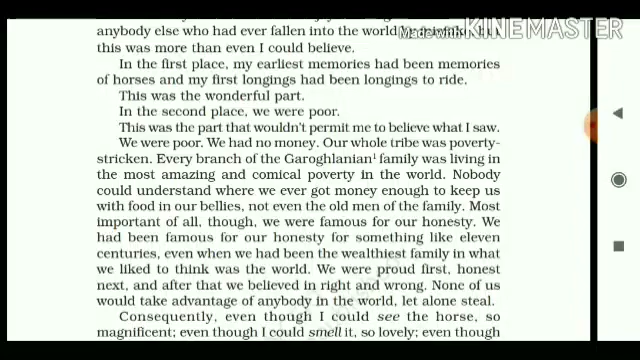 anybody else who had ever fallen into the world
Made with KINEMASTER
this was more than even I could believe.
In the first place, my earliest memories had been memories
of horses and my first longings had been longings to ride.
This was the wonderful part.
In the second place, we were poor.
This was the part that wouldn't permit me to believe what I saw.
We were poor. We had no money. Our whole tribe was poverty-
stricken. Every branch of the Garoghlanian¹ family was living in
the most amazing and comical poverty in the world. Nobody
could understand where we ever got money enough to keep us
with food in our bellies, not even the old men of the family. Most
important of all, though, we were famous for our honesty. We
had been famous for our honesty for something like eleven
centuries, even when we had been the wealthiest family in what
we liked to think was the world. We were proud first, honest
next, and after that we believed in right and wrong. None of us
would take advantage of anybody in the world, let alone steal.
Consequently, even though I could see the horse, so
magnificent; even though I could smell it, so lovely; even though